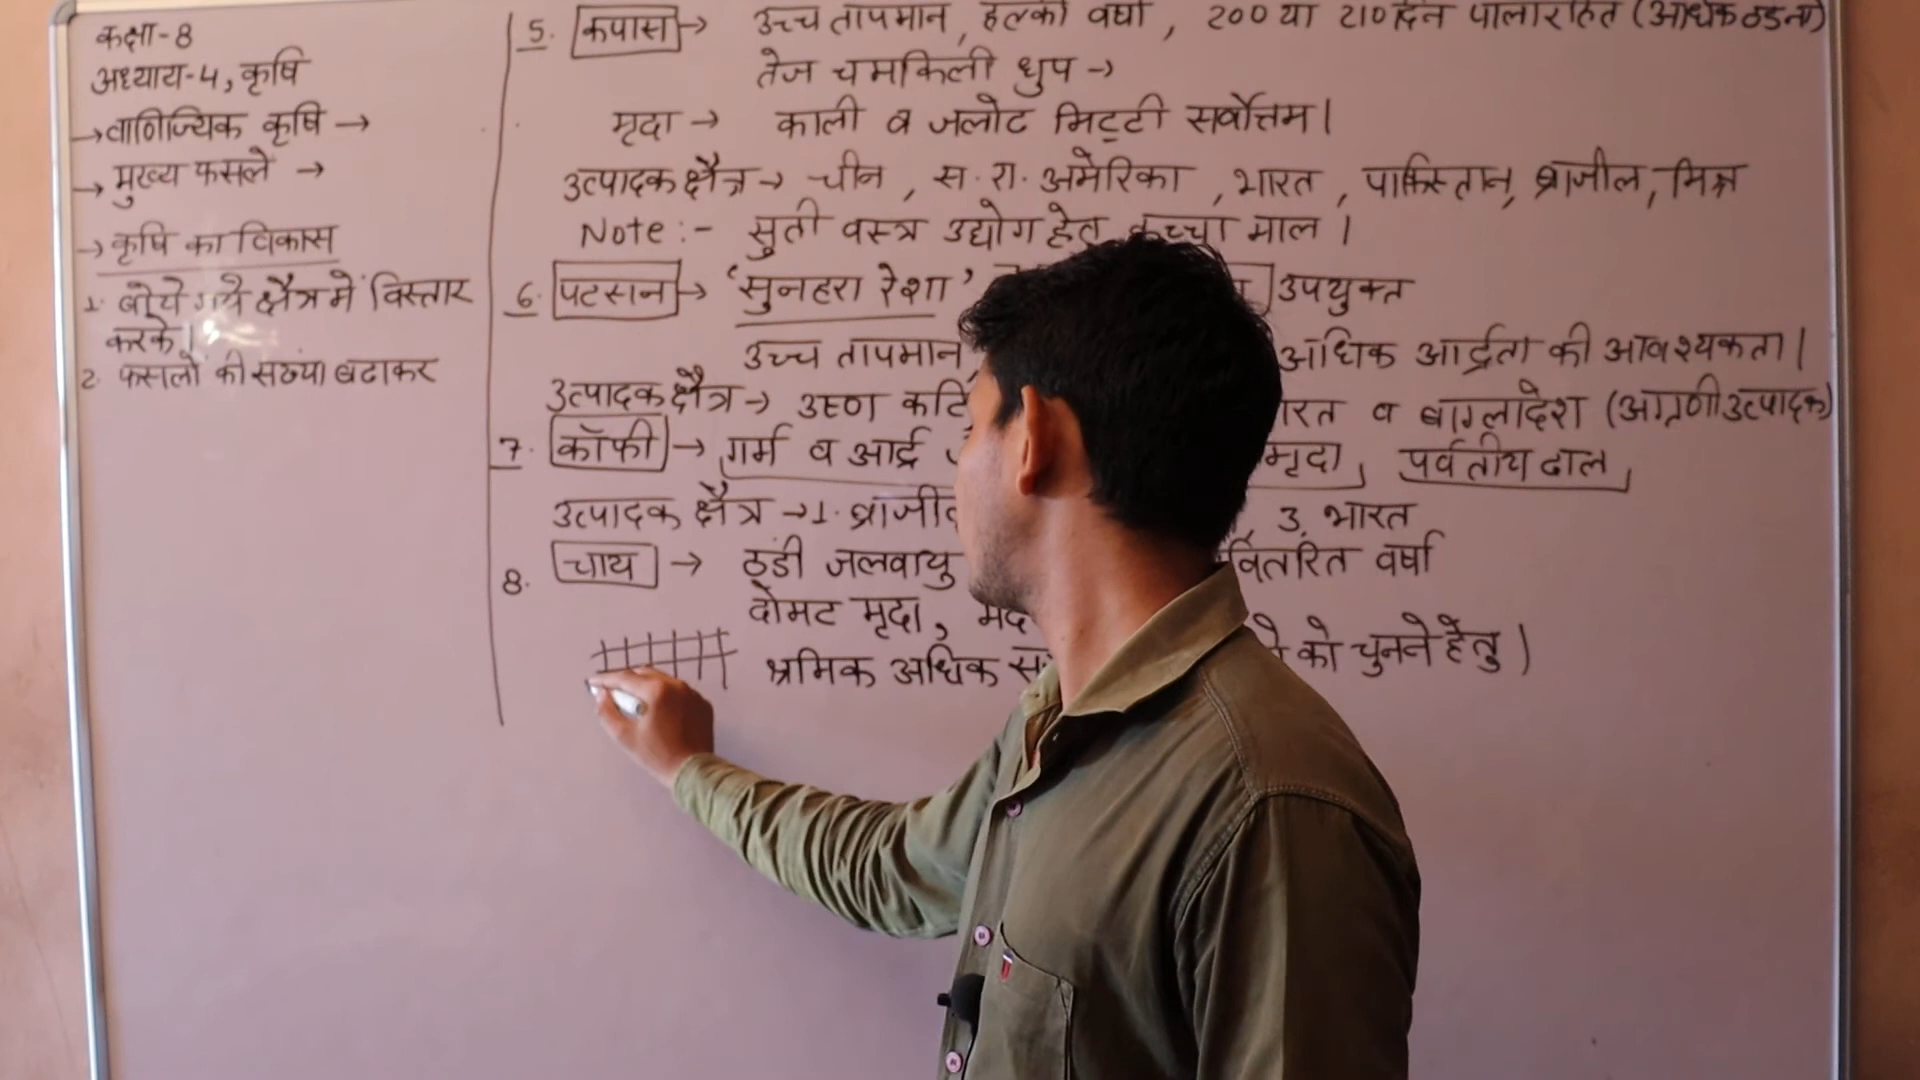 कक्षा-8
अध्याय-4, कृषि
→वाणिज्यिक कृषि →
→ मुख्य फसले →
→ कृषि का विकास
1. बोये गये क्षैत्र में विस्तार
करके।
2. फसलों की संख्या बढाकर
5. कपास → उच्च तापमान, हल्की वर्षा, 200 या 210 दिन पालारहित (अधिक ठंड ना)
तेज चमकिली धुप →
मृदा → काली व जलोट मिट्टी सर्वोत्तम।
उत्पादक क्षैत्र → चीन, स. रा. अमेरिका, भारत, पाकिस्तान, ब्राजील, मिस्र
Note :- सुती वस्त्र उद्योग हेतु कच्चा माल।
6. पटसन → 'सुनहरा रेशा' उपयुक्त
उच्च तापमान अधिक आर्द्रता की आवश्यकता।
उत्पादक क्षैत्र → उष्ण व बाग्लादेश (अग्रणी उत्पादक)
7. कॉफी → गर्म व आर्द्र मृदा, पर्वतीय ढाल,
उत्पादक क्षैत्र → 1. 3. भारत
8. चाय → ठंडी जलवायु वितरित वर्षा
दोमट मृदा,
श्रमिक अधिक को चुनने हेतु)